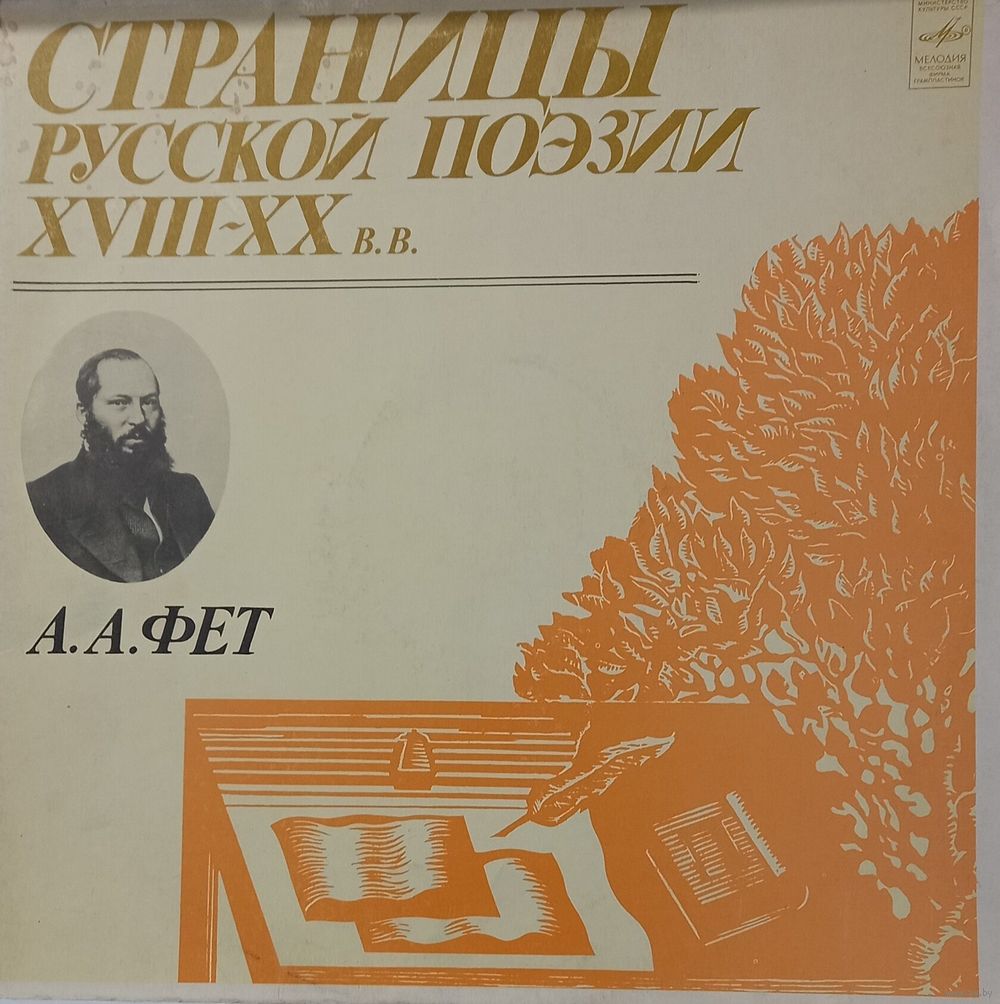 СТРАНИЦЫ
РУССКОЙ ПОЭЗИИ
XVIII-XX В.В.
МИНИСТЕРСТВО
КУЛЬТУРЫ СССР
МЕЛОДИЯ
ВСЕСОЮЗНАЯ
ФИРМА
ГРАМПЛАСТИНОК
А.А.ФЕТ